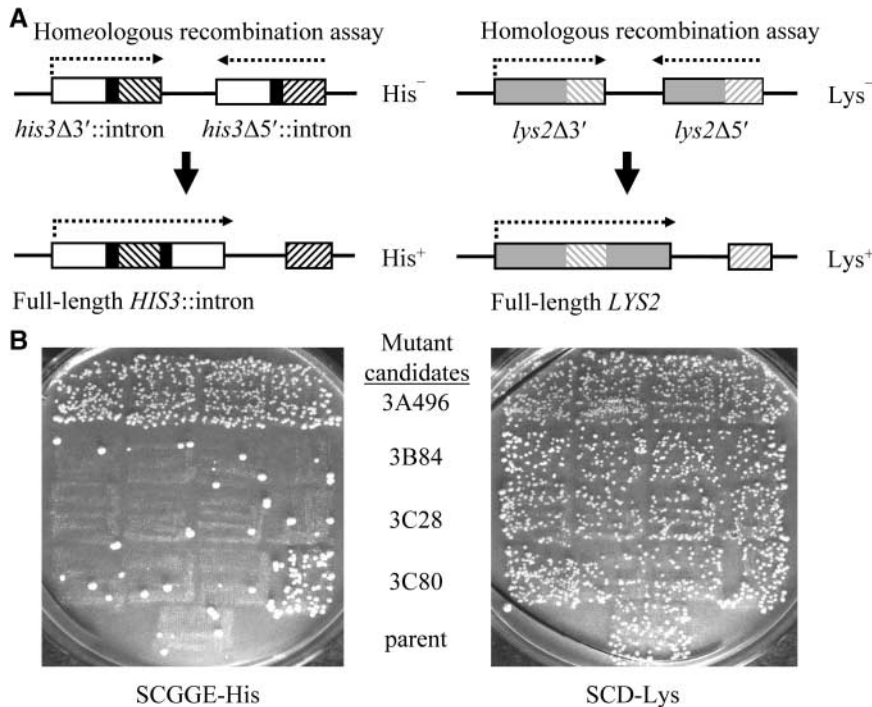 A
Homeologous recombination assay
Homologous recombination assay
His⁻
Lys⁻
his3Δ3′::intron
his3Δ5′::intron
lys2Δ3′
lys2Δ5′
His⁺
Lys⁺
Full-length HIS3::intron
Full-length LYS2
B
Mutant
candidates
3A496
3B84
3C28
3C80
parent
SCGGE-His
SCD-Lys